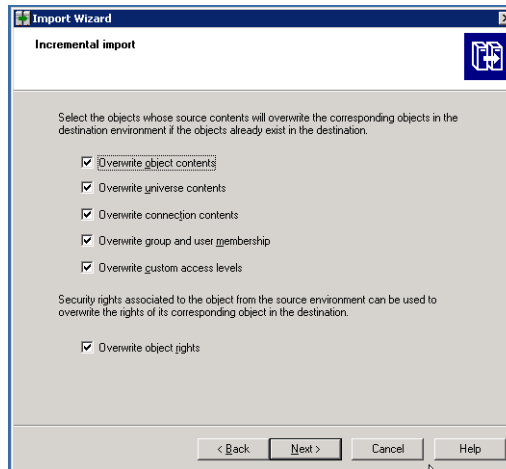 Import Wizard
Incremental import
Select the objects whose source contents will overwrite the corresponding objects in the
destination environment if the objects already exist in the destination.
Overwrite object contents
Overwrite universe contents
Overwrite connection contents
Overwrite group and user membership
Overwrite custom access levels
Security rights associated to the object from the source environment can be used to
overwrite the rights of its corresponding object in the destination.
Overwrite object rights
< Back Next > Cancel Help